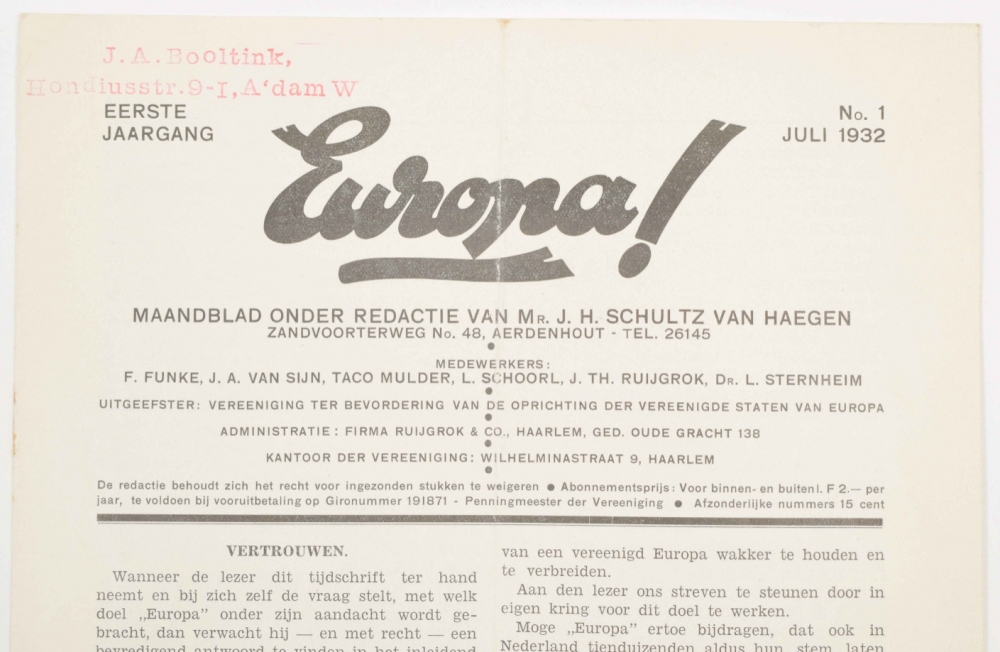 J. A. Booltink,
Hondiusstr. 9-I, A'dam W
EERSTE
JAARGANG
No. 1
JULI 1932
Europa!
MAANDBLAD ONDER REDACTIE VAN MR. J. H. SCHULTZ VAN HAEGEN
ZANDVOORTERWEG No. 48, AERDENHOUT - TEL. 26145
MEDEWERKERS:
F. FUNKE, J. A. VAN SIJN, TACO MULDER, L. SCHOORL, J. TH. RUIJGROK, DR. L. STERNHEIM
UITGEEFSTER: VEREENIGING TER BEVORDERING VAN DE OPRICHTING DER VEREENIGDE STATEN VAN EUROPA
ADMINISTRATIE: FIRMA RUIJGROK & CO., HAARLEM, GED. OUDE GRACHT 138
KANTOOR DER VEREENIGING: WILHELMINASTRAAT 9, HAARLEM
De redactie behoudt zich het recht voor ingezonden stukken te weigeren ● Abonnementsprijs: Voor binnen- en buitenl. F 2.— per
jaar, te voldoen bij vooruitbetaling op Gironummer 191871 - Penningmeester der Vereeniging ● Afzonderlijke nummers 15 cent
VERTROUWEN.
Wanneer de lezer dit tijdschrift ter hand
neemt en bij zich zelf de vraag stelt, met welk
doel „Europa” onder zijn aandacht wordt ge-
bracht, dan verwacht hij — en met recht — een
bevredigend antwoord te vinden in het inleidend
van een vereenigd Europa wakker te houden en
te verbreiden.
Aan den lezer ons streven te steunen door in
eigen kring voor dit doel te werken.
Moge „Europa” ertoe bijdragen, dat ook in
Nederland tienduizenden aldus hun stem laten